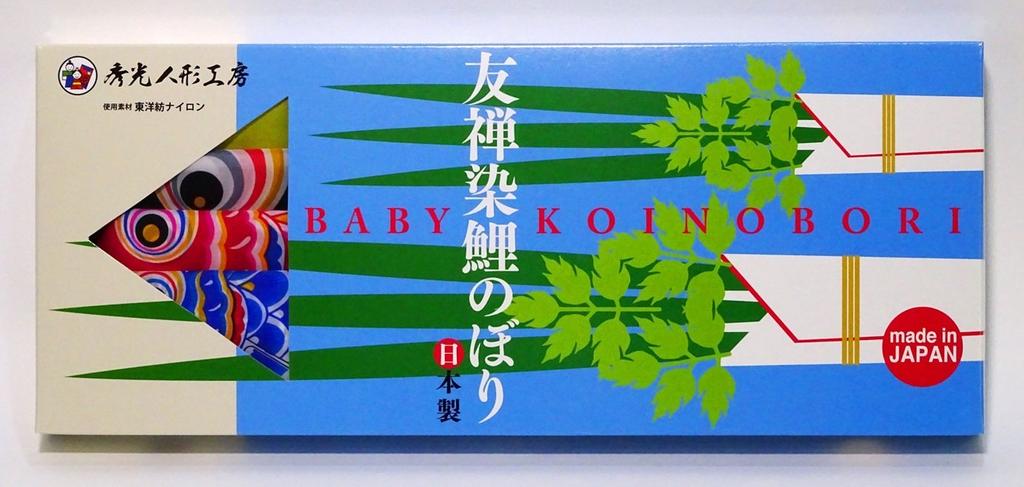 秀光人形工房
使用素材 東洋紡ナイロン
友禅染鯉のぼり
日本製
BABY KOINOBORI
made in
JAPAN